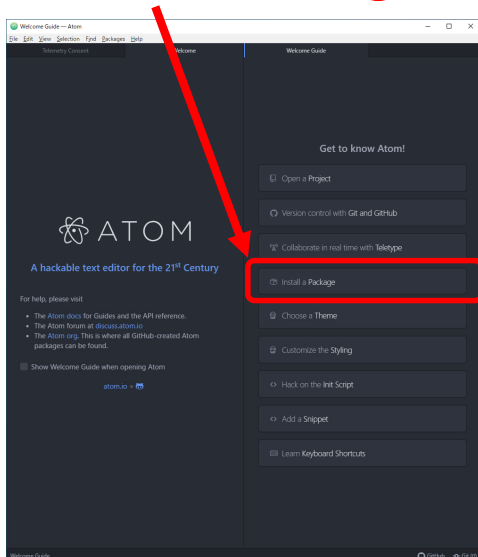 Welcome Guide — Atom
File Edit View Selection Find Packages Help
Telemetry Consent
Welcome
Welcome Guide
ATOM
A hackable text editor for the 21st Century
For help, please visit
• The Atom docs for Guides and the API reference.
• The Atom forum at discuss.atom.io
• The Atom org. This is where all GitHub-created Atom
packages can be found.
Show Welcome Guide when opening Atom
atom.io ×
Get to know Atom!
Open a Project
Version control with Git and GitHub
Collaborate in real time with Teletype
Install a Package
Choose a Theme
Customize the Styling
Hack on the Init Script
Add a Snippet
Learn Keyboard Shortcuts
Welcome Guide
GitHub
Git (0)